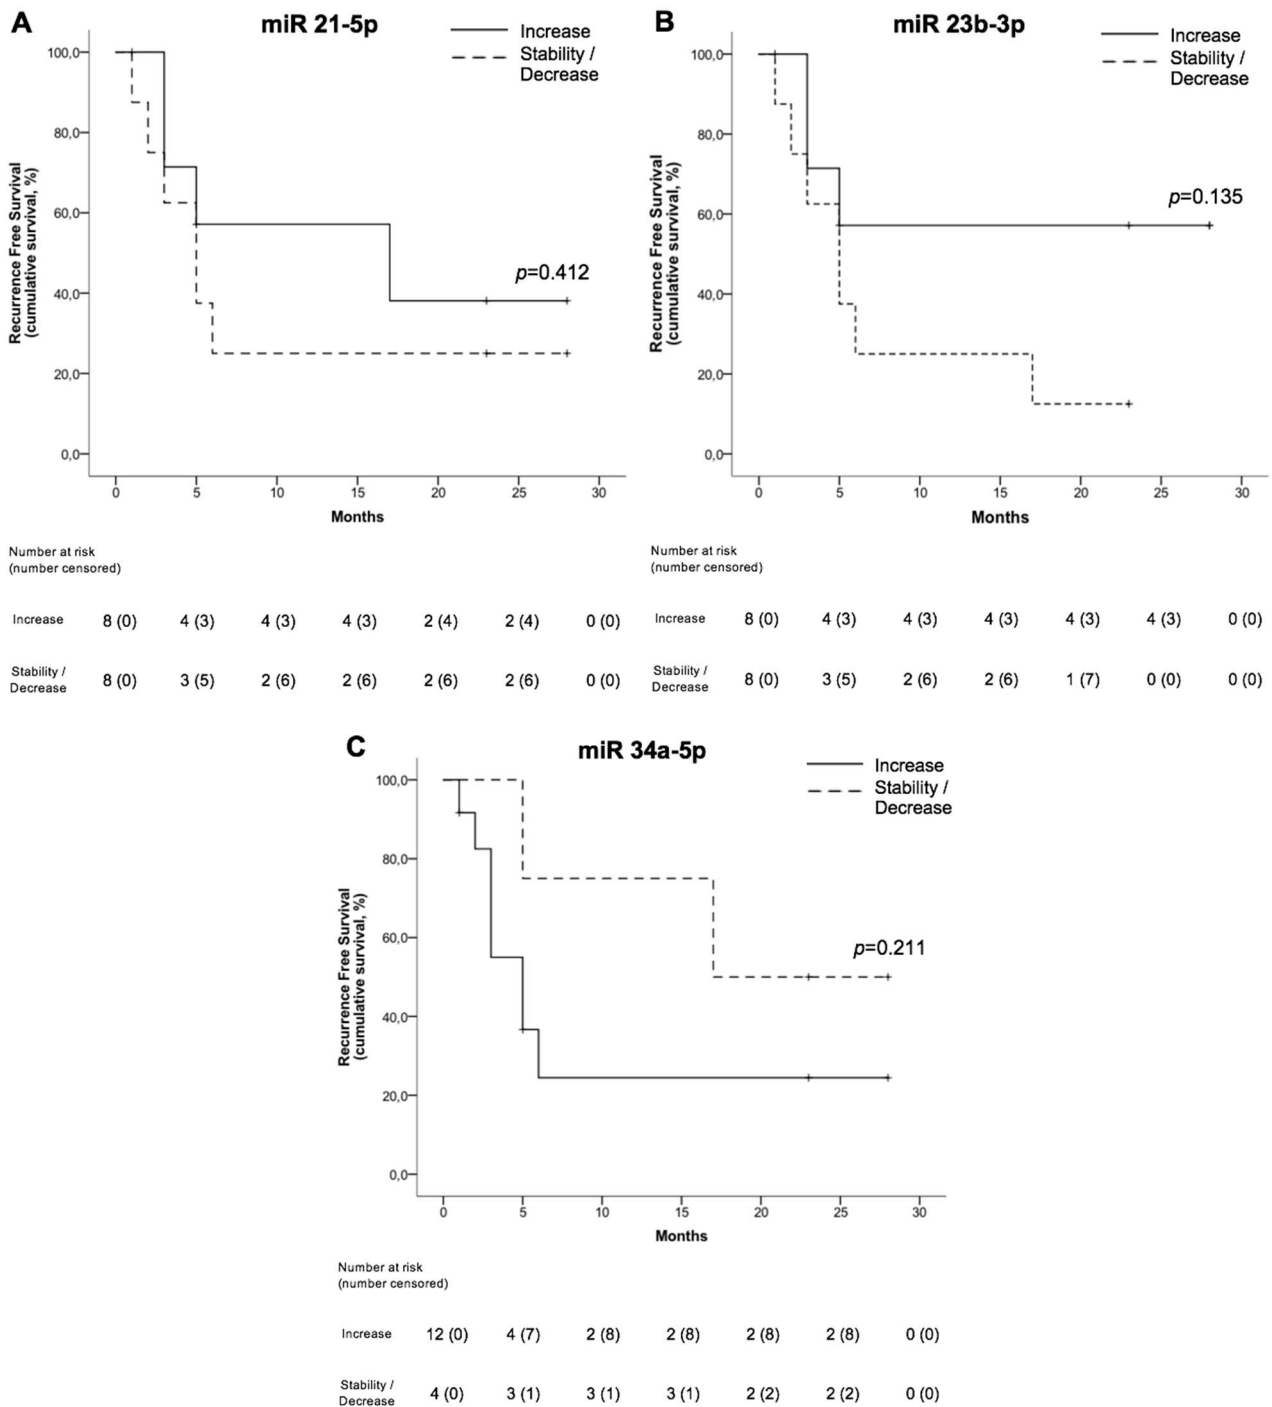 A
miR 21-5p
Increase
Stability /
Decrease
Recurrence Free Survival
(cumulative survival, %)
100,0
80,0
60,0
40,0
20,0
0,0
p=0.412
0 5 10 15 20 25 30
Months
Number at risk
(number censored)
Increase 8 (0) 4 (3) 4 (3) 4 (3) 2 (4) 2 (4) 0 (0)
Stability /
Decrease 8 (0) 3 (5) 2 (6) 2 (6) 2 (6) 2 (6) 0 (0)
B
miR 23b-3p
Increase
Stability /
Decrease
Recurrence Free Survival
(cumulative survival, %)
100,0
80,0
60,0
40,0
20,0
0,0
p=0.135
0 5 10 15 20 25 30
Months
Number at risk
(number censored)
Increase 8 (0) 4 (3) 4 (3) 4 (3) 4 (3) 4 (3) 0 (0)
Stability /
Decrease 8 (0) 3 (5) 2 (6) 2 (6) 1 (7) 0 (0) 0 (0)
C
miR 34a-5p
Increase
Stability /
Decrease
Recurrence Free Survival
(cumulative survival, %)
100,0
80,0
60,0
40,0
20,0
0,0
p=0.211
0 5 10 15 20 25 30
Months
Number at risk
(number censored)
Increase 12 (0) 4 (7) 2 (8) 2 (8) 2 (8) 2 (8) 0 (0)
Stability /
Decrease 4 (0) 3 (1) 3 (1) 3 (1) 2 (2) 2 (2) 0 (0)